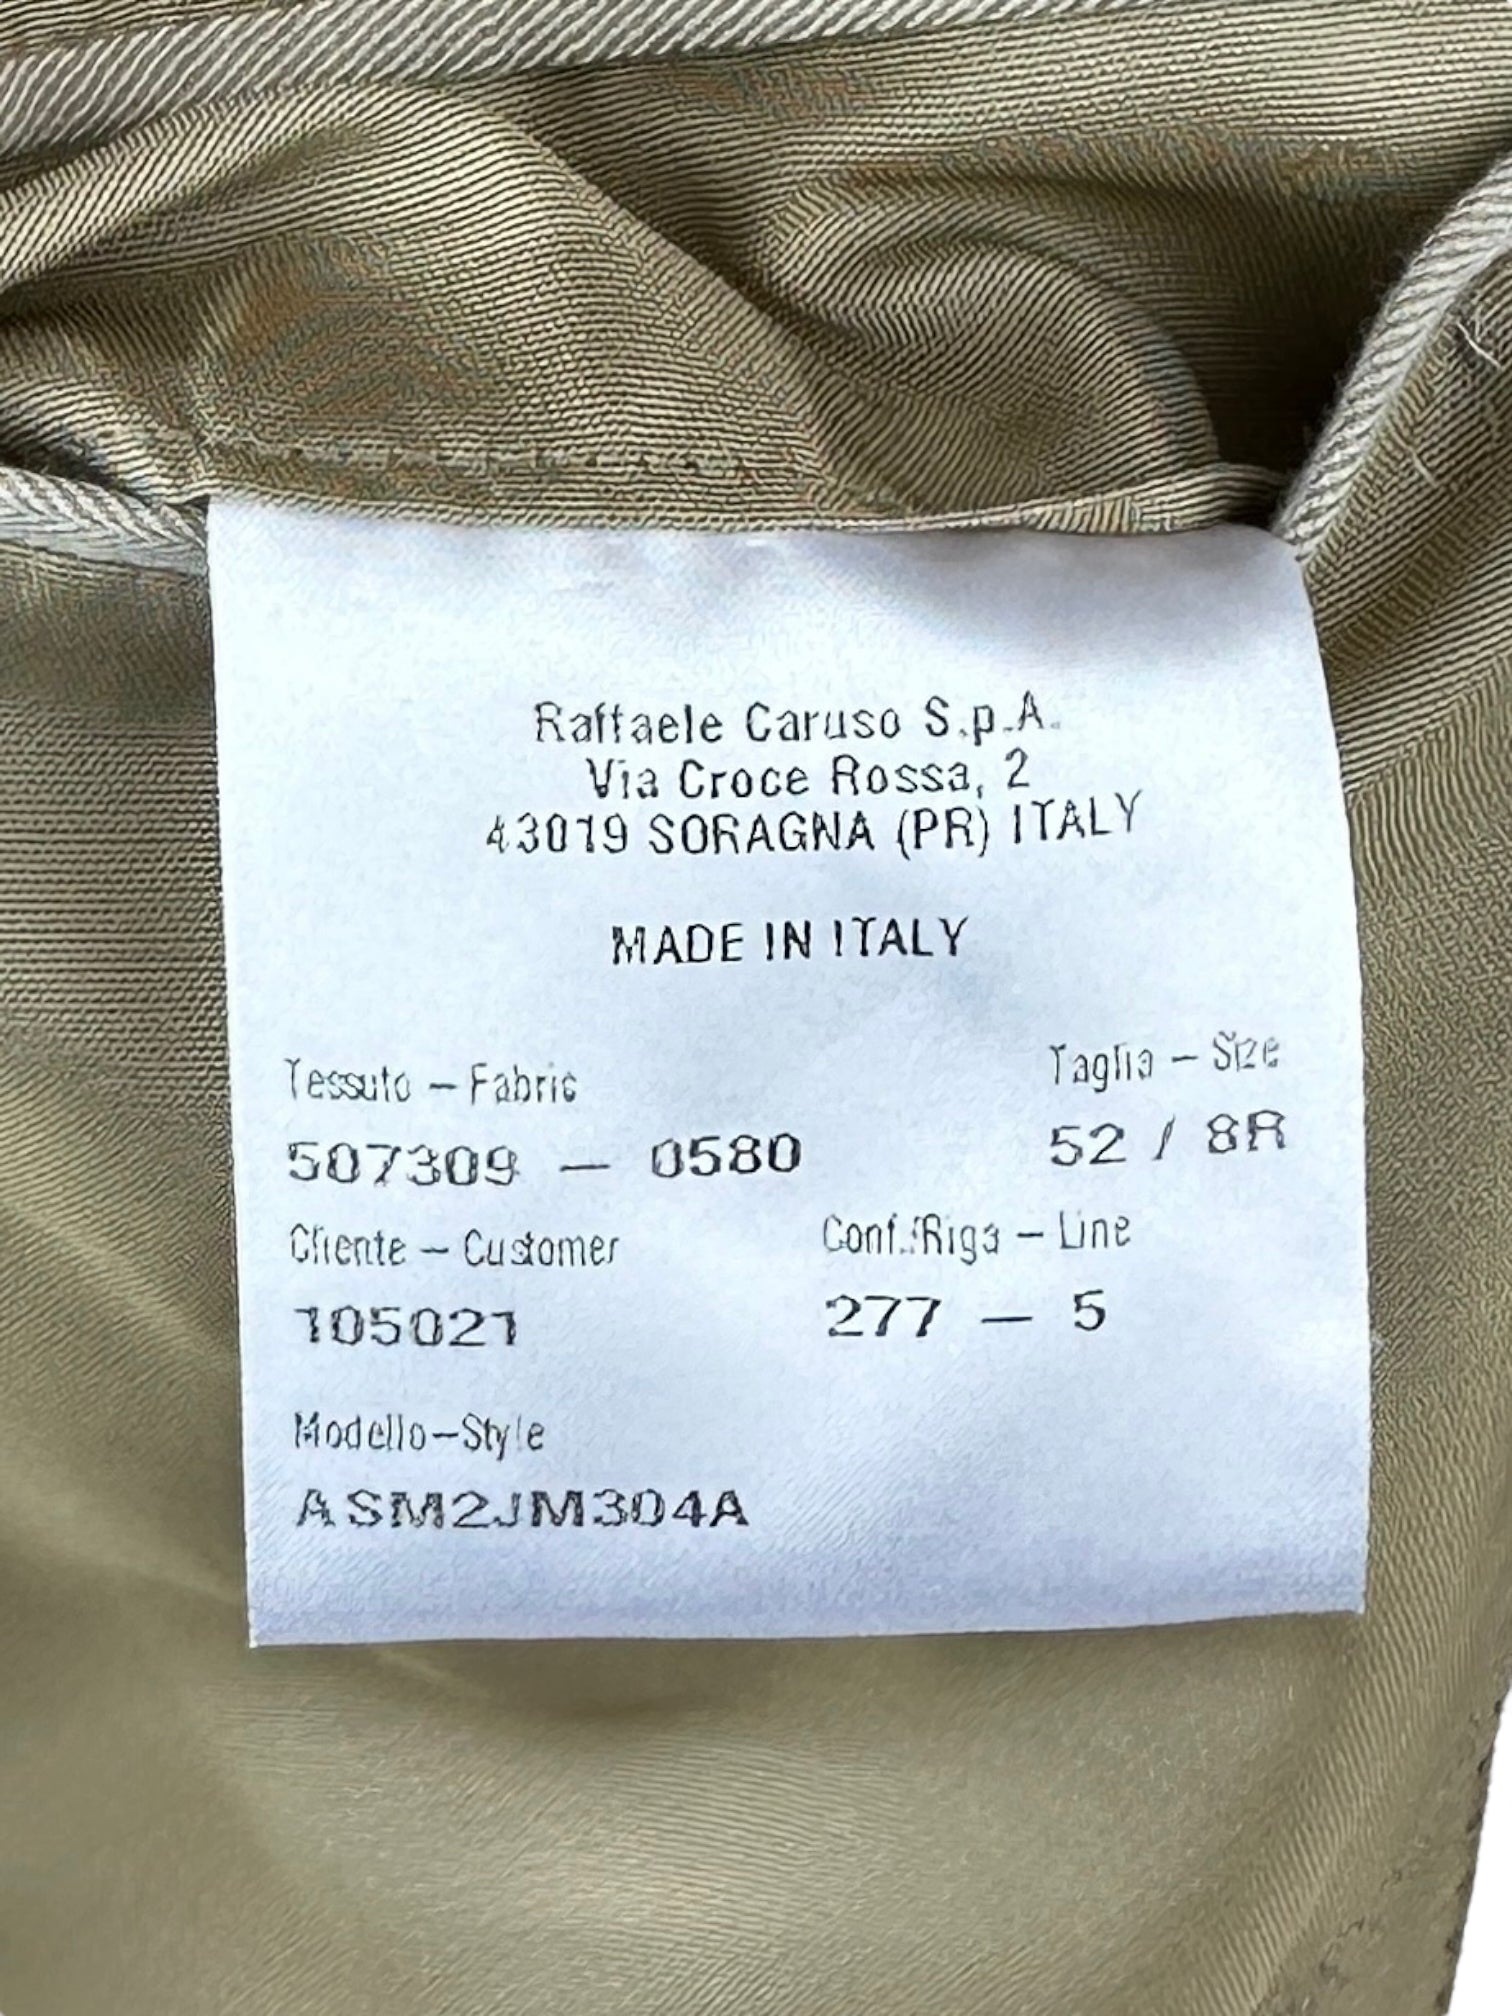 Raffaele Caruso S.p.A.
Via Croce Rossa, 2
43019 SORAGNA (PR) ITALY
MADE IN ITALY
Tessuto – Fabric
Taglia – Size
507309 – 0580
52 / 8R
Cliente – Customer
Conf./Riga – Line
105021
277 – 5
Modello–Style
ASM2JM304A